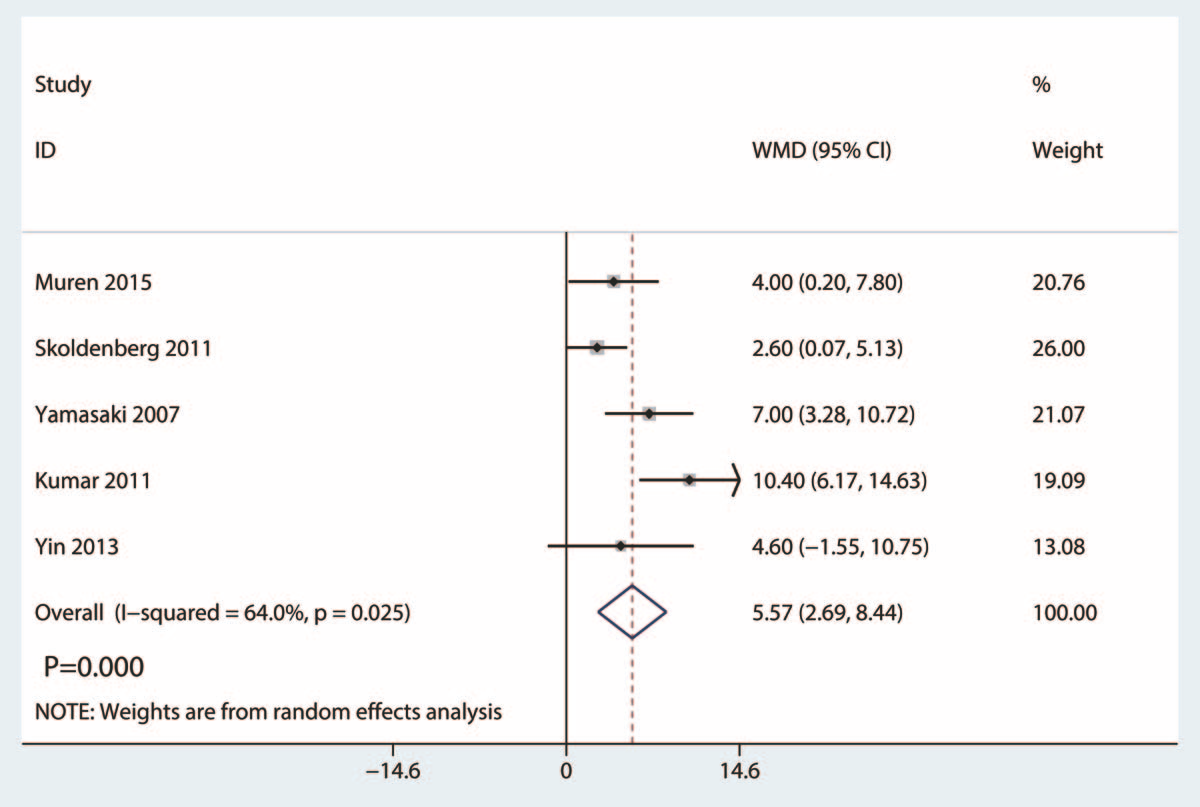 Study %
ID WMD (95% CI) Weight
Muren 2015 4.00 (0.20, 7.80) 20.76
Skoldenberg 2011 2.60 (0.07, 5.13) 26.00
Yamasaki 2007 7.00 (3.28, 10.72) 21.07
Kumar 2011 10.40 (6.17, 14.63) 19.09
Yin 2013 4.60 (−1.55, 10.75) 13.08
Overall (I−squared = 64.0%, p = 0.025) 5.57 (2.69, 8.44) 100.00
P=0.000
NOTE: Weights are from random effects analysis
−14.6 0 14.6